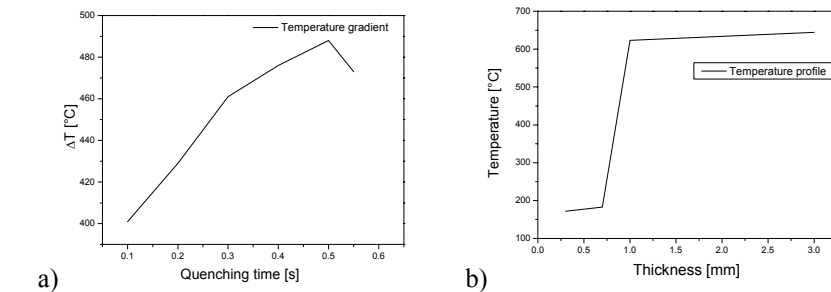 500
480
460
440
420
400
ΔT [°C]
Temperature gradient
0.1 0.2 0.3 0.4 0.5 0.6
Quenching time [s]
a)
700
600
500
400
300
200
100
Temperature [°C]
Temperature profile
0.0 0.5 1.0 1.5 2.0 2.5 3.0
Thickness [mm]
b)